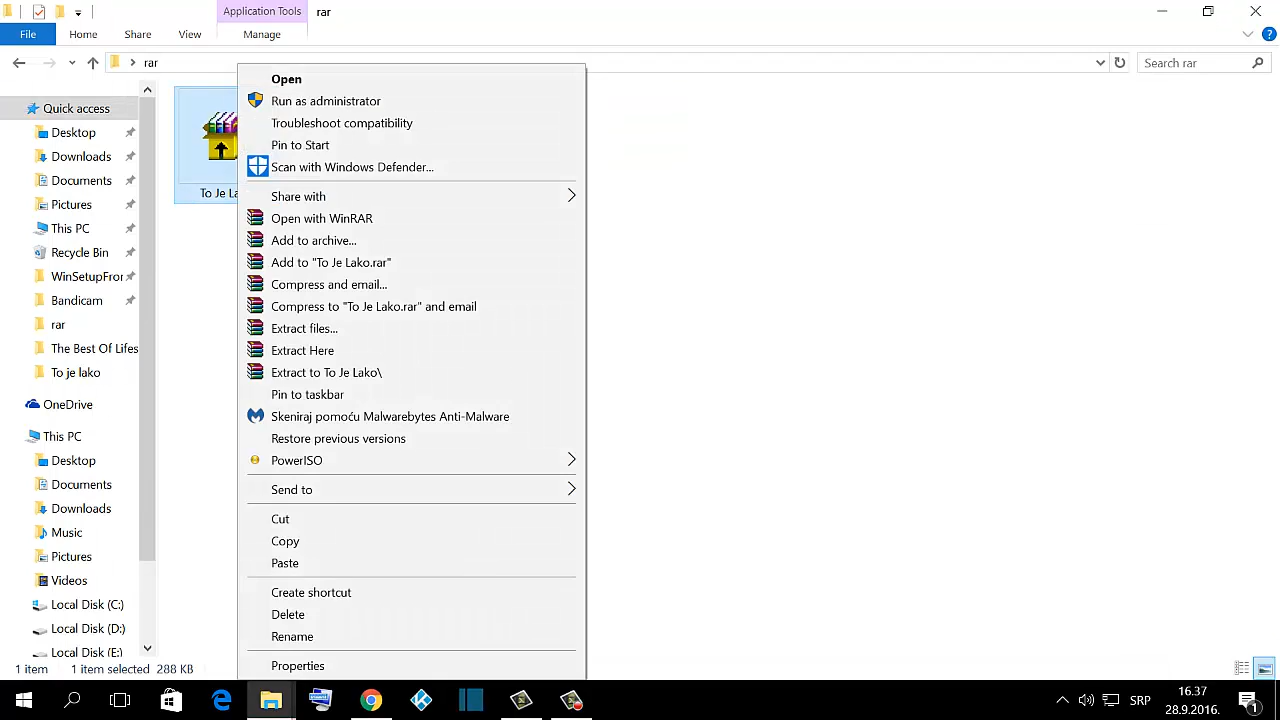 Application Tools
rar
File
Home
Share
View
Manage
rar
Search rar
Quick access
Desktop
Downloads
Documents
Pictures
This PC
Recycle Bin
WinSetupFror
Bandicam
rar
The Best Of Lifes
To je lako
OneDrive
This PC
Desktop
Documents
Downloads
Music
Pictures
Videos
Local Disk (C:)
Local Disk (D:)
Local Disk (E:)
To Je La
Open
Run as administrator
Troubleshoot compatibility
Pin to Start
Scan with Windows Defender...
Share with
Open with WinRAR
Add to archive...
Add to "To Je Lako.rar"
Compress and email...
Compress to "To Je Lako.rar" and email
Extract files...
Extract Here
Extract to To Je Lako\
Pin to taskbar
Skeniraj pomoću Malwarebytes Anti-Malware
Restore previous versions
PowerISO
Send to
Cut
Copy
Paste
Create shortcut
Delete
Rename
Properties
1 item
1 item selected 288 KB
SRP
16.37
28.9.2016.
1